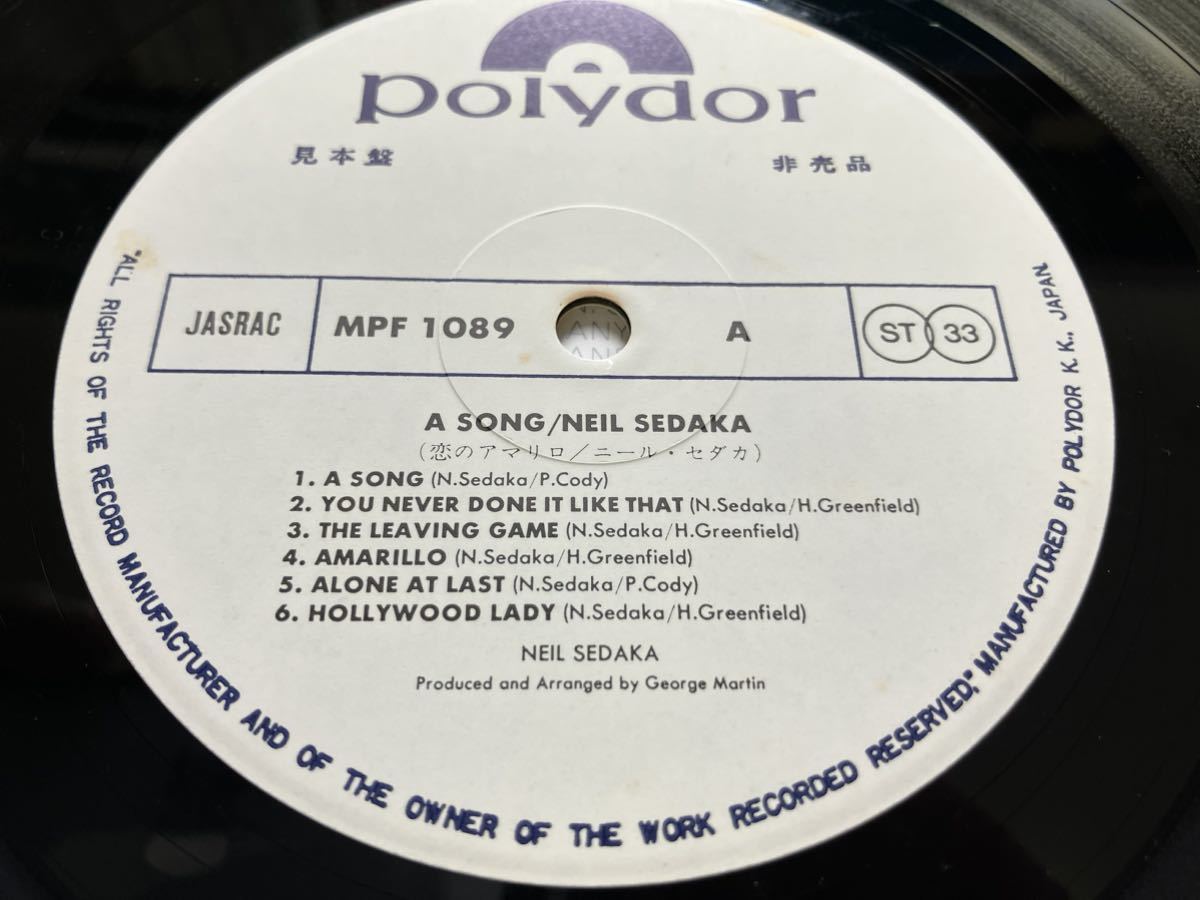 polydor
見本盤 非売品
JASRAC MPF 1089 A ST 33
ANY
AN
A SONG/NEIL SEDAKA
(恋のアマリロ/ニール・セダカ)
1. A SONG (N.Sedaka/P.Cody)
2. YOU NEVER DONE IT LIKE THAT (N.Sedaka/H.Greenfield)
3. THE LEAVING GAME (N.Sedaka/H.Greenfield)
4. AMARILLO (N.Sedaka/H.Greenfield)
5. ALONE AT LAST (N.Sedaka/P.Cody)
6. HOLLYWOOD LADY (N.Sedaka/H.Greenfield)
NEIL SEDAKA
Produced and Arranged by George Martin
"ALL RIGHTS OF THE RECORD MANUFACTURER AND OF THE OWNER OF THE WORK RECORDED RESERVED," MANUFACTURED BY POLYDOR K.K., JAPAN